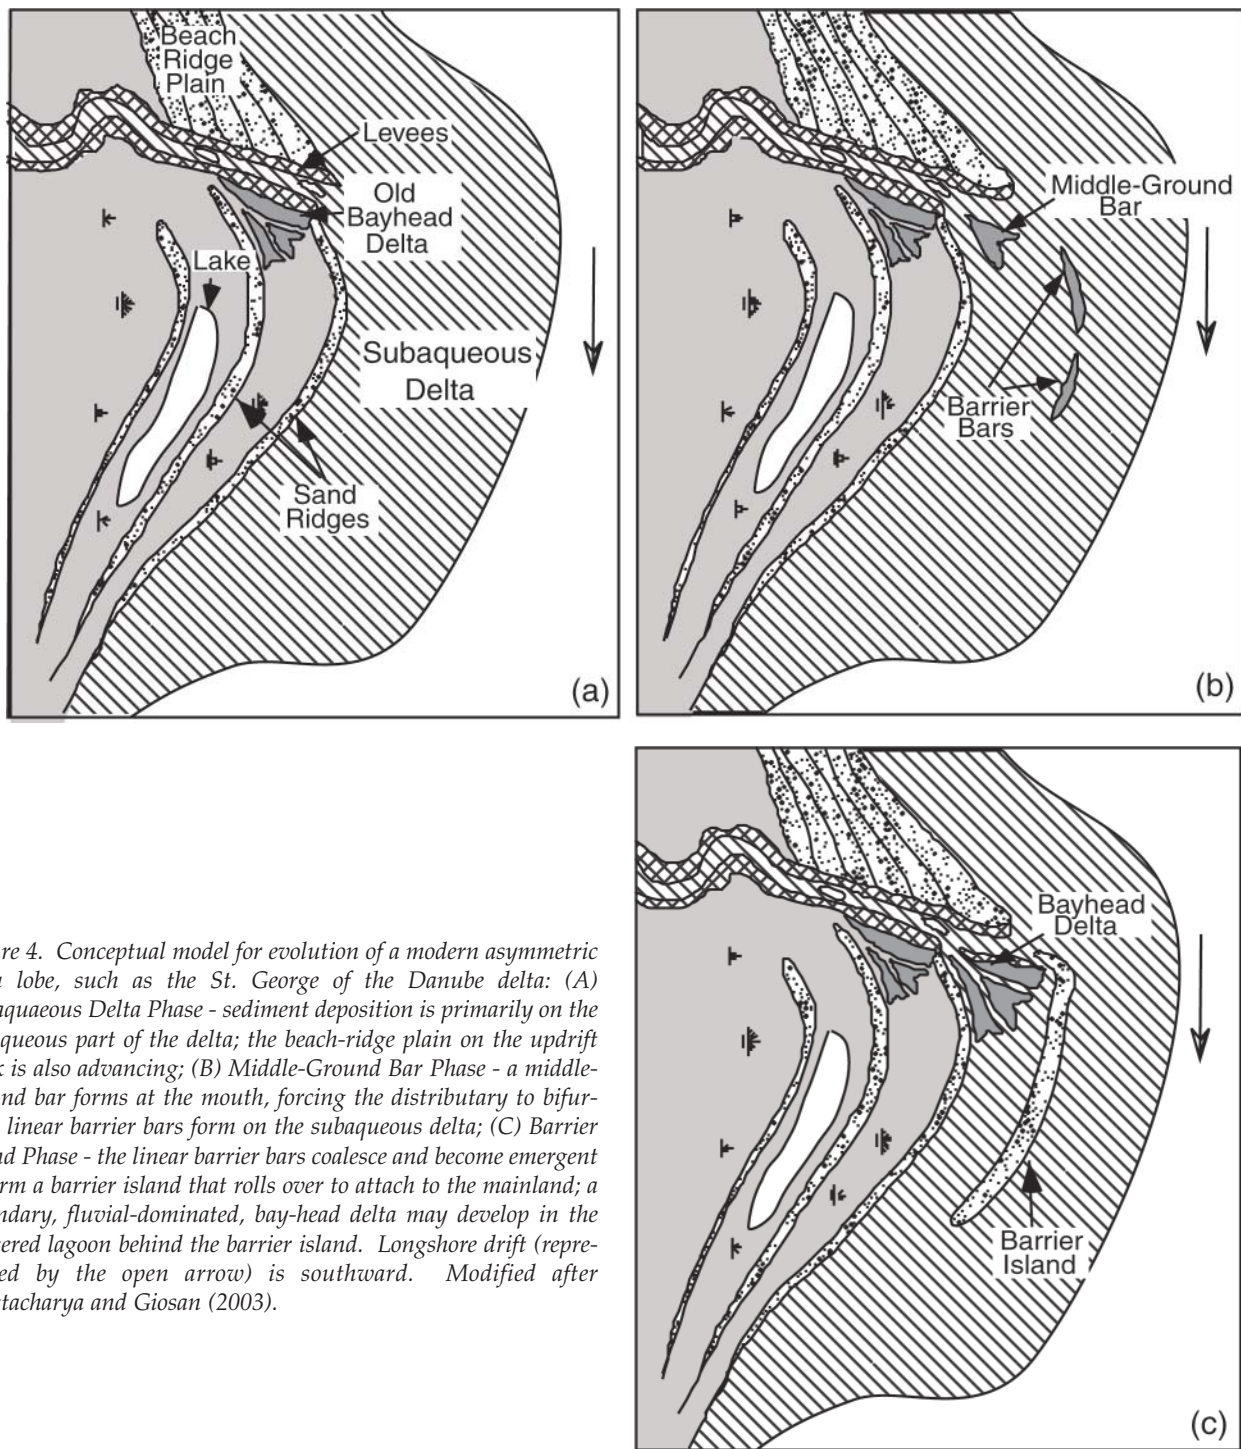 Beach
Ridge
Plain
Levees
Old
Bayhead
Delta
Lake
Subaqueous
Delta
Sand
Ridges
(a)
Middle-Ground
Bar
Barrier
Bars
(b)
Bayhead
Delta
Barrier
Island
(c)
re 4. Conceptual model for evolution of a modern asymmetric
lobe, such as the St. George of the Danube delta: (A)
aquaeous Delta Phase - sediment deposition is primarily on the
queous part of the delta; the beach-ridge plain on the updrift
k is also advancing; (B) Middle-Ground Bar Phase - a middle-
nd bar forms at the mouth, forcing the distributary to bifur-
linear barrier bars form on the subaqueous delta; (C) Barrier
d Phase - the linear barrier bars coalesce and become emergent
rm a barrier island that rolls over to attach to the mainland; a
ndary, fluvial-dominated, bay-head delta may develop in the
ered lagoon behind the barrier island. Longshore drift (repre-
ed by the open arrow) is southward. Modified after
tacharya and Giosan (2003).